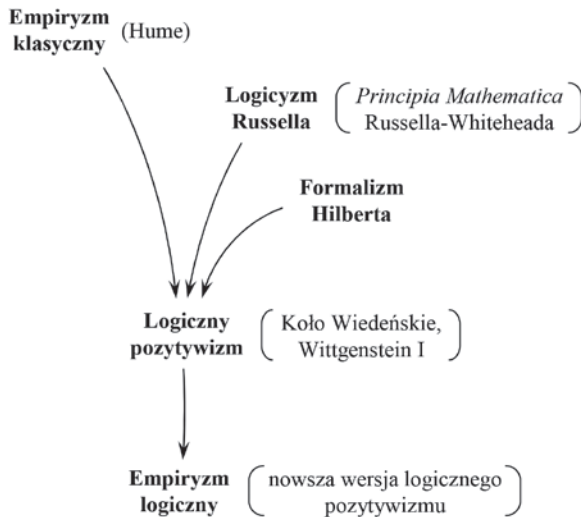 Empiryzm
klasyczny (Hume)
Logicyzm
Russella
Principia Mathematica
Russella-Whiteheada
Formalizm
Hilberta
Logiczny
pozytywizm
Koło Wiedeńskie,
Wittgenstein I
Empiryzm
logiczny
nowsza wersja logicznego
pozytywizmu